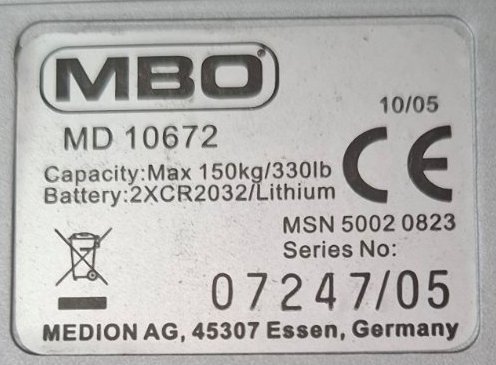 MBO
10/05
MD 10672
Capacity:Max 150kg/330lb
Battery:2XCR2032/Lithium
CE
MSN 5002 0823
Series No:
07247/05
MEDION AG, 45307 Essen, Germany